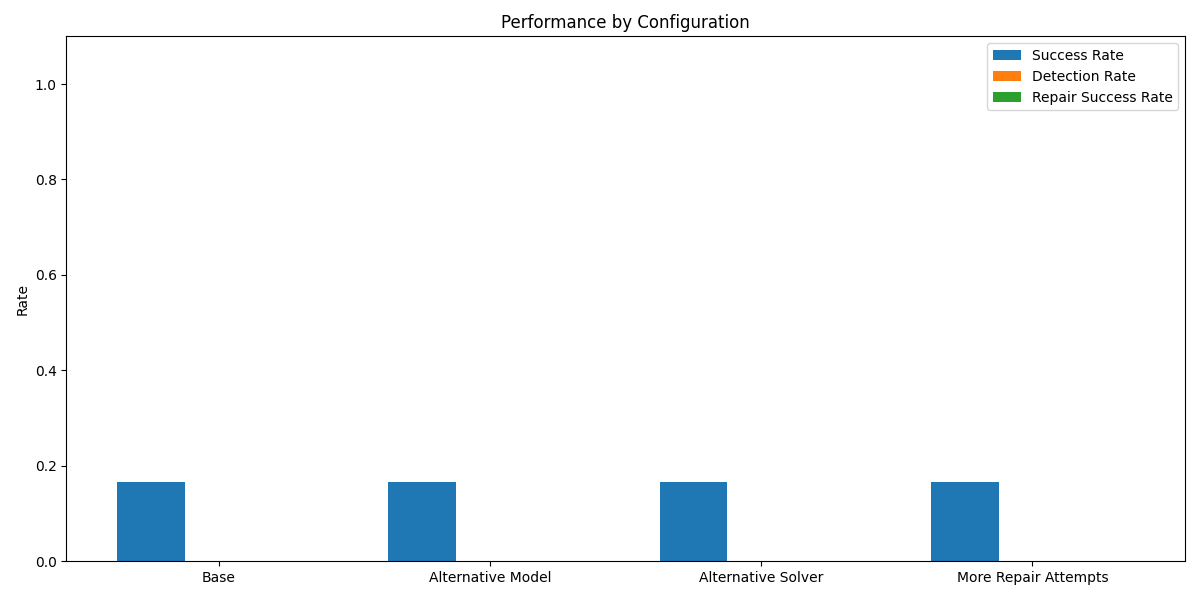 Performance by Configuration
Success Rate
Detection Rate
Repair Success Rate
1.0
0.8
0.6
0.4
0.2
0.0
Rate
Base Alternative Model Alternative Solver More Repair Attempts